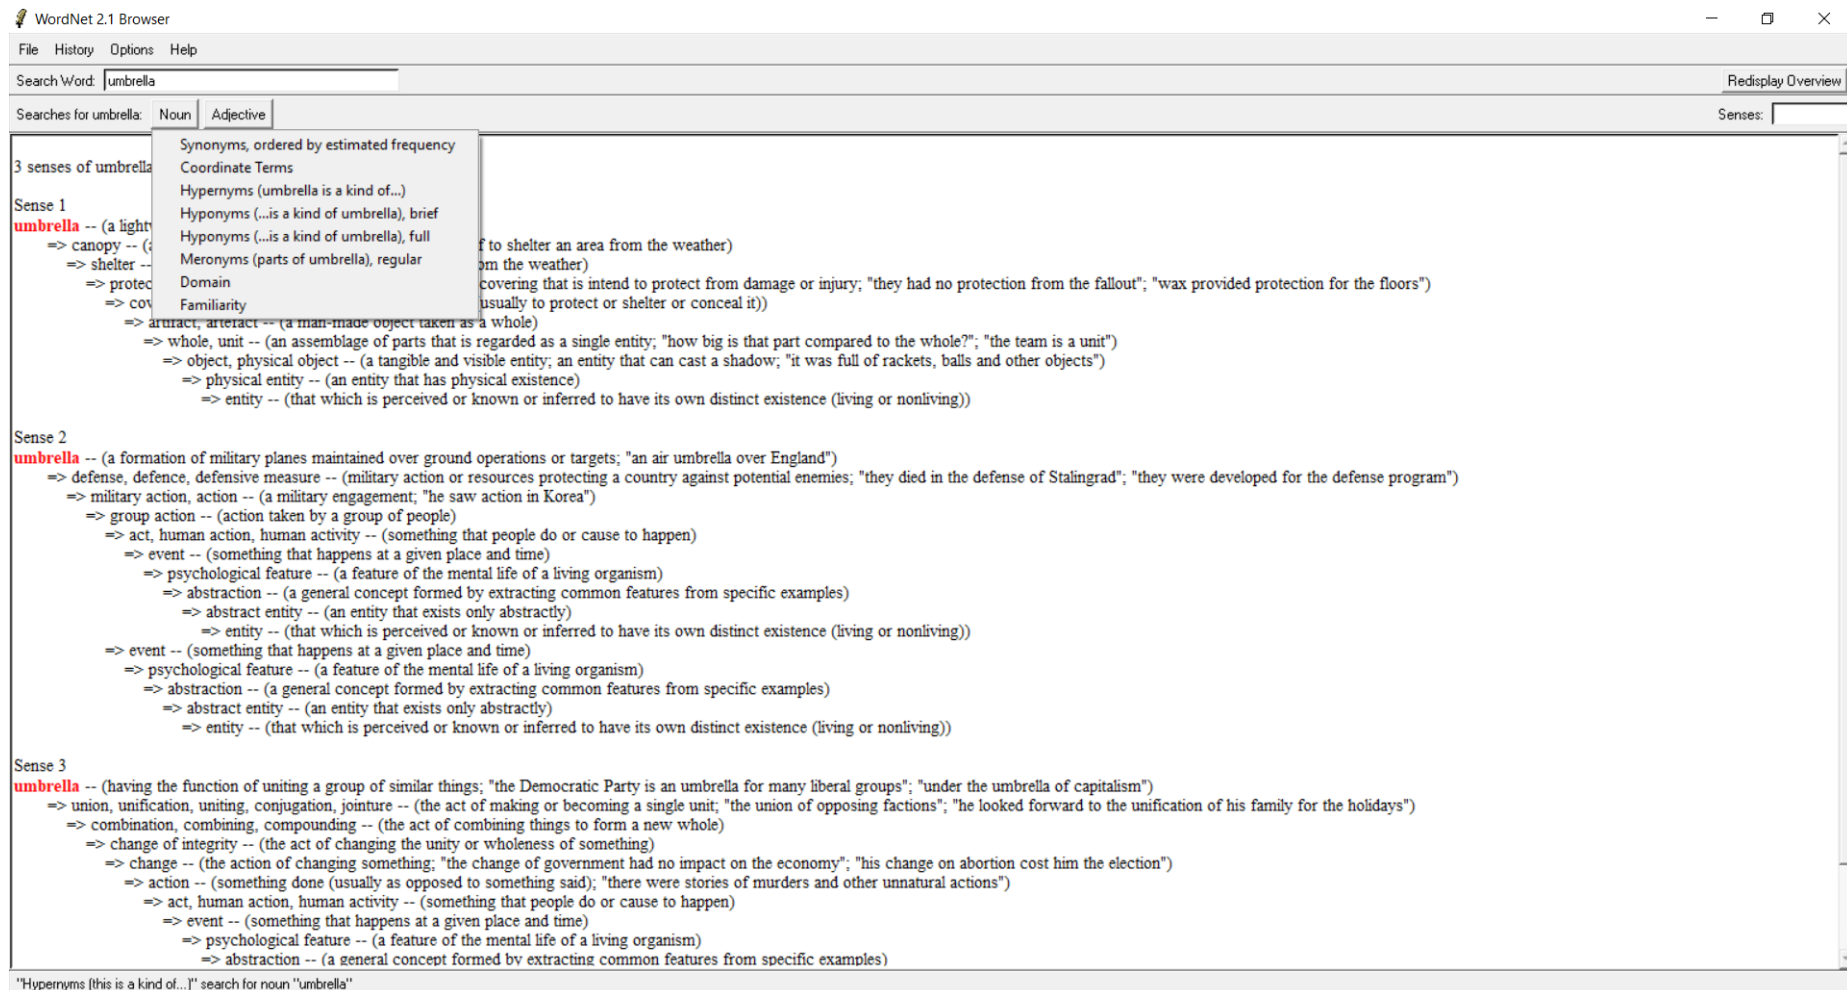 WordNet 2.1 Browser
File History Options Help
Search Word: umbrella Redisplay Overview
Searches for umbrella: Noun Adjective Senses:
Synonyms, ordered by estimated frequency
Coordinate Terms
Hypernyms (umbrella is a kind of...)
Hyponyms (...is a kind of umbrella), brief
Hyponyms (...is a kind of umbrella), full
Meronyms (parts of umbrella), regular
Domain
Familiarity
3 senses of umbrella
Sense 1
umbrella -- (a
=> canopy -- ( to shelter an area from the weather)
=> shelter -- the weather)
=> covering that is intend to protect from damage or injury; "they had no protection from the fallout"; "wax provided protection for the floors")
=> usually to protect or shelter or conceal it))
=> artifact, artefact -- (a man-made object taken as a whole)
=> whole, unit -- (an assemblage of parts that is regarded as a single entity; "how big is that part compared to the whole?"; "the team is a unit")
=> object, physical object -- (a tangible and visible entity; an entity that can cast a shadow; "it was full of rackets, balls and other objects")
=> physical entity -- (an entity that has physical existence)
=> entity -- (that which is perceived or known or inferred to have its own distinct existence (living or nonliving))
Sense 2
umbrella -- (a formation of military planes maintained over ground operations or targets; "an air umbrella over England")
=> defense, defence, defensive measure -- (military action or resources protecting a country against potential enemies; "they died in the defense of Stalingrad"; "they were developed for the defense program")
=> military action, action -- (a military engagement; "he saw action in Korea")
=> group action -- (action taken by a group of people)
=> act, human action, human activity -- (something that people do or cause to happen)
=> event -- (something that happens at a given place and time)
=> psychological feature -- (a feature of the mental life of a living organism)
=> abstraction -- (a general concept formed by extracting common features from specific examples)
=> abstract entity -- (an entity that exists only abstractly)
=> entity -- (that which is perceived or known or inferred to have its own distinct existence (living or nonliving))
=> event -- (something that happens at a given place and time)
=> psychological feature -- (a feature of the mental life of a living organism)
=> abstraction -- (a general concept formed by extracting common features from specific examples)
=> abstract entity -- (an entity that exists only abstractly)
=> entity -- (that which is perceived or known or inferred to have its own distinct existence (living or nonliving))
Sense 3
umbrella -- (having the function of uniting a group of similar things; "the Democratic Party is an umbrella for many liberal groups"; "under the umbrella of capitalism")
=> union, unification, uniting, conjugation, jointure -- (the act of making or becoming a single unit; "the union of opposing factions"; "he looked forward to the unification of his family for the holidays")
=> combination, combining, compounding -- (the act of combining things to form a new whole)
=> change of integrity -- (the act of changing the unity or wholeness of something)
=> change -- (the action of changing something; "the change of government had no impact on the economy"; "his change on abortion cost him the election")
=> action -- (something done (usually as opposed to something said); "there were stories of murders and other unnatural actions")
=> act, human action, human activity -- (something that people do or cause to happen)
=> event -- (something that happens at a given place and time)
=> psychological feature -- (a feature of the mental life of a living organism)
=> abstraction -- (a general concept formed by extracting common features from specific examples)
"Hypernyms (this is a kind of...)" search for noun "umbrella"